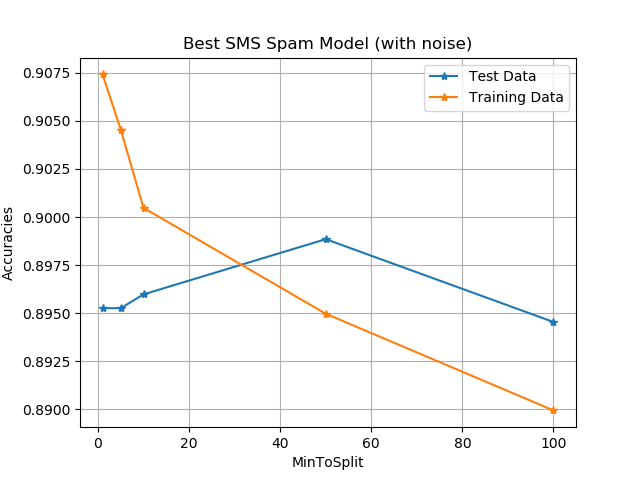 Best SMS Spam Model (with noise)
Test Data
Training Data
0.9075
0.9050
0.9025
0.9000
0.8975
0.8950
0.8925
0.8900
Accuracies
0
20
40
60
80
100
MinToSplit